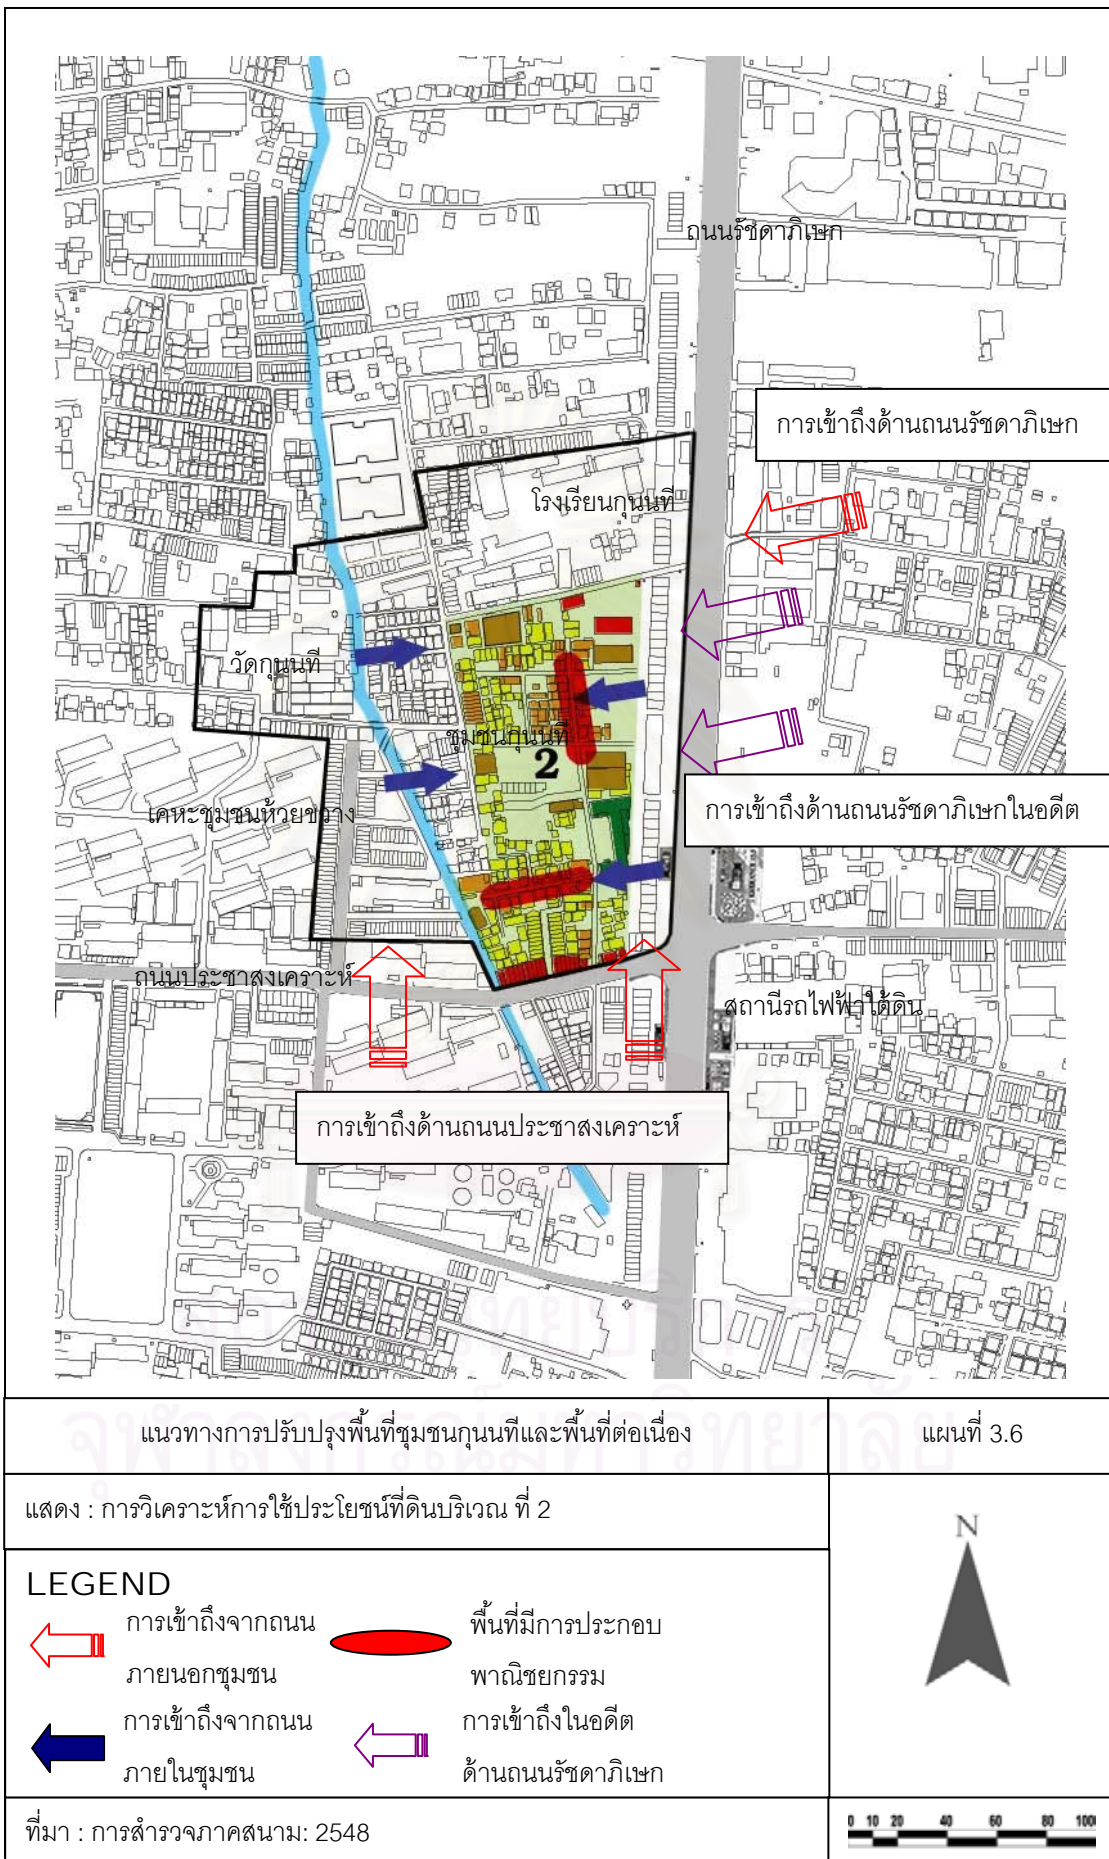 ถนนรัชดาภิเษก
การเข้าถึงด้านถนนรัชดาภิเษก
โรงเรียนกุนนที
วัดกุนนที
ชุมชนกุนนที
2
การเข้าถึงด้านถนนรัชดาภิเษกในอดีต
เคหะชุมชนห้วยขวาง
ถนนประชาสงเคราะห์
สถานีรถไฟฟ้าใต้ดิน
การเข้าถึงด้านถนนประชาสงเคราะห์
จุฬาลงกรณ์มหาวิทยาลัย
แนวทางการปรับปรุงพื้นที่ชุมชนกุนนทีและพื้นที่ต่อเนื่อง
แผนที่ 3.6
แสดง : การวิเคราะห์การใช้ประโยชน์ที่ดินบริเวณ ที่ 2
N
LEGEND
การเข้าถึงจากถนน
ภายนอกชุมชน
พื้นที่มีการประกอบ
พาณิชยกรรม
การเข้าถึงจากถนน
ภายในชุมชน
การเข้าถึงในอดีต
ด้านถนนรัชดาภิเษก
ที่มา : การสำรวจภาคสนาม: 2548
0 10 20 40 60 80 100